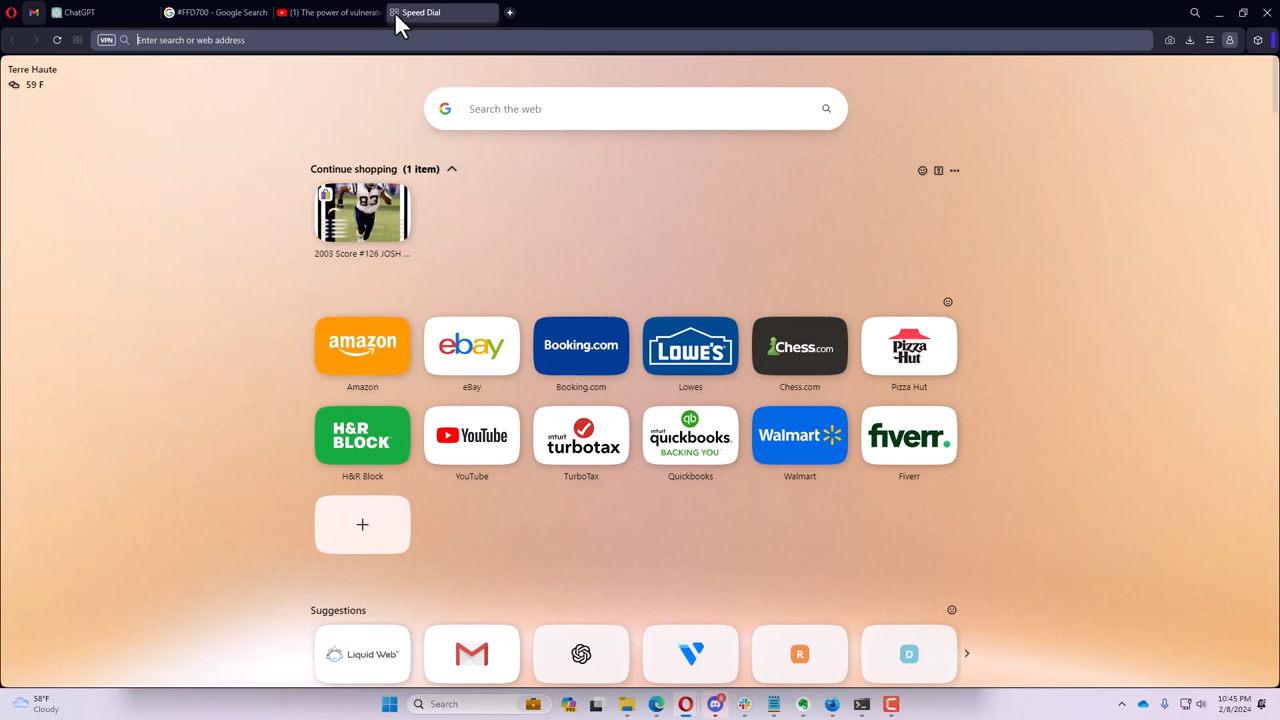 ChatGPT
#FFD700 - Google Search
(1) The power of vulnerab
Speed Dial
VPN
Enter search or web address
Terre Haute
59 F
Search the web
Continue shopping (1 item)
93
2003 Score #126 JOSH ...
amazon
ebay
Booking.com
LOWE'S
Chess.com
Pizza Hut
Amazon
eBay
Booking.com
Lowes
Chess.com
Pizza Hut
H&R BLOCK
YouTube
intuit turbotax
intuit quickbooks.
BACKING YOU
Walmart
fiverr.
H&R Block
YouTube
TurboTax
Quickbooks
Walmart
Fiverr
Suggestions
Liquid Web
R
D
58°F
Cloudy
Search
PRE
8
10:45 PM
2/8/2024